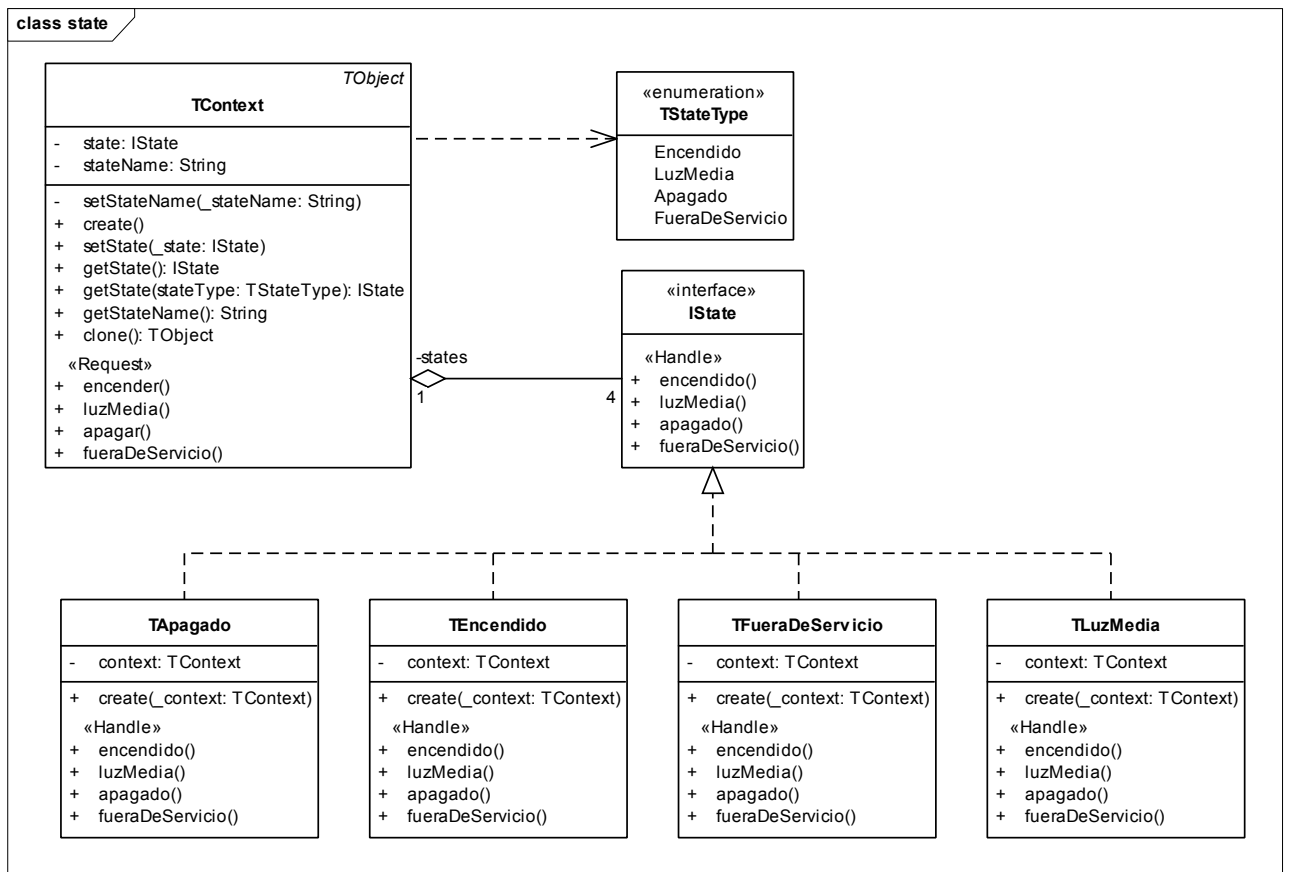 class state
TObject
TContext
- state: IState
- stateName: String
- setStateName(_stateName: String)
+ create()
+ setState(_state: IState)
+ getState(): IState
+ getState(stateType: TStateType): IState
+ getStateName(): String
+ clone(): TObject
«Request»
+ encender()
+ luzMedia()
+ apagar()
+ fueraDeServicio()
«enumeration»
TStateType
Encendido
LuzMedia
Apagado
FueraDeServicio
-states
1
4
«interface»
IState
«Handle»
+ encendido()
+ luzMedia()
+ apagado()
+ fueraDeServicio()
TApagado
- context: TContext
+ create(_context: TContext)
«Handle»
+ encendido()
+ luzMedia()
+ apagado()
+ fueraDeServicio()
TEncendido
- context: TContext
+ create(_context: TContext)
«Handle»
+ encendido()
+ luzMedia()
+ apagado()
+ fueraDeServicio()
TFueraDeServicio
- context: TContext
+ create(_context: TContext)
«Handle»
+ encendido()
+ luzMedia()
+ apagado()
+ fueraDeServicio()
TLuzMedia
- context: TContext
+ create(_context: TContext)
«Handle»
+ encendido()
+ luzMedia()
+ apagado()
+ fueraDeServicio()